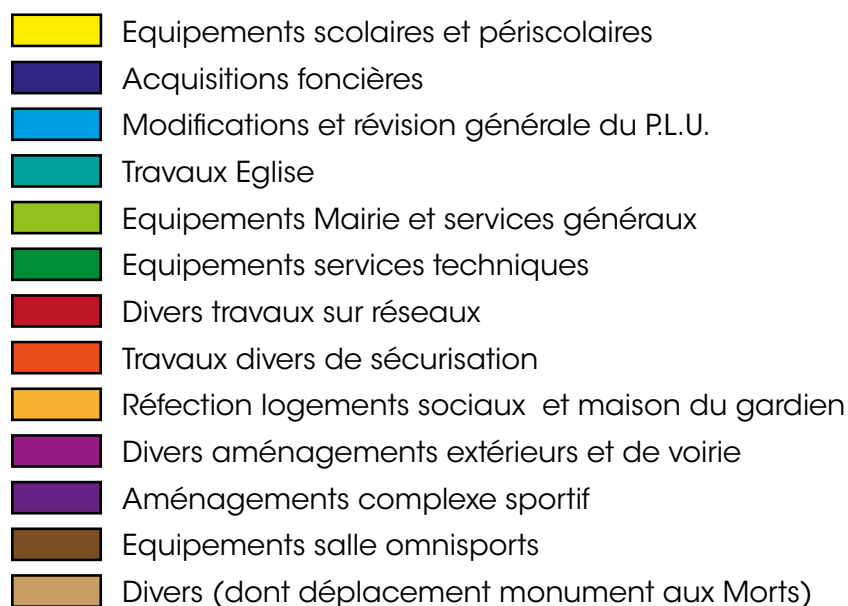 Equipements scolaires et périscolaires
Acquisitions foncières
Modifications et révision générale du P.L.U.
Travaux Eglise
Equipements Mairie et services généraux
Equipements services techniques
Divers travaux sur réseaux
Travaux divers de sécurisation
Réfection logements sociaux et maison du gardien
Divers aménagements extérieurs et de voirie
Aménagements complexe sportif
Equipements salle omnisports
Divers (dont déplacement monument aux Morts)